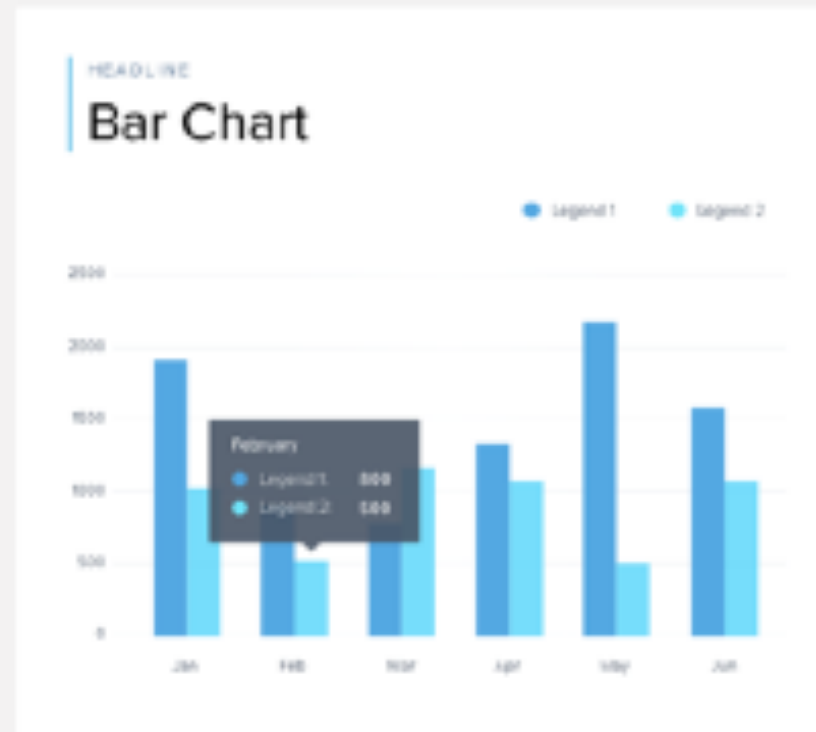 HEADLINE
Bar Chart
Legend 1 Legend 2
2500
2000
1500
1000
500
0
February
Legend 1: 800
Legend 2: 500
Jan Feb Mar Apr May Jun